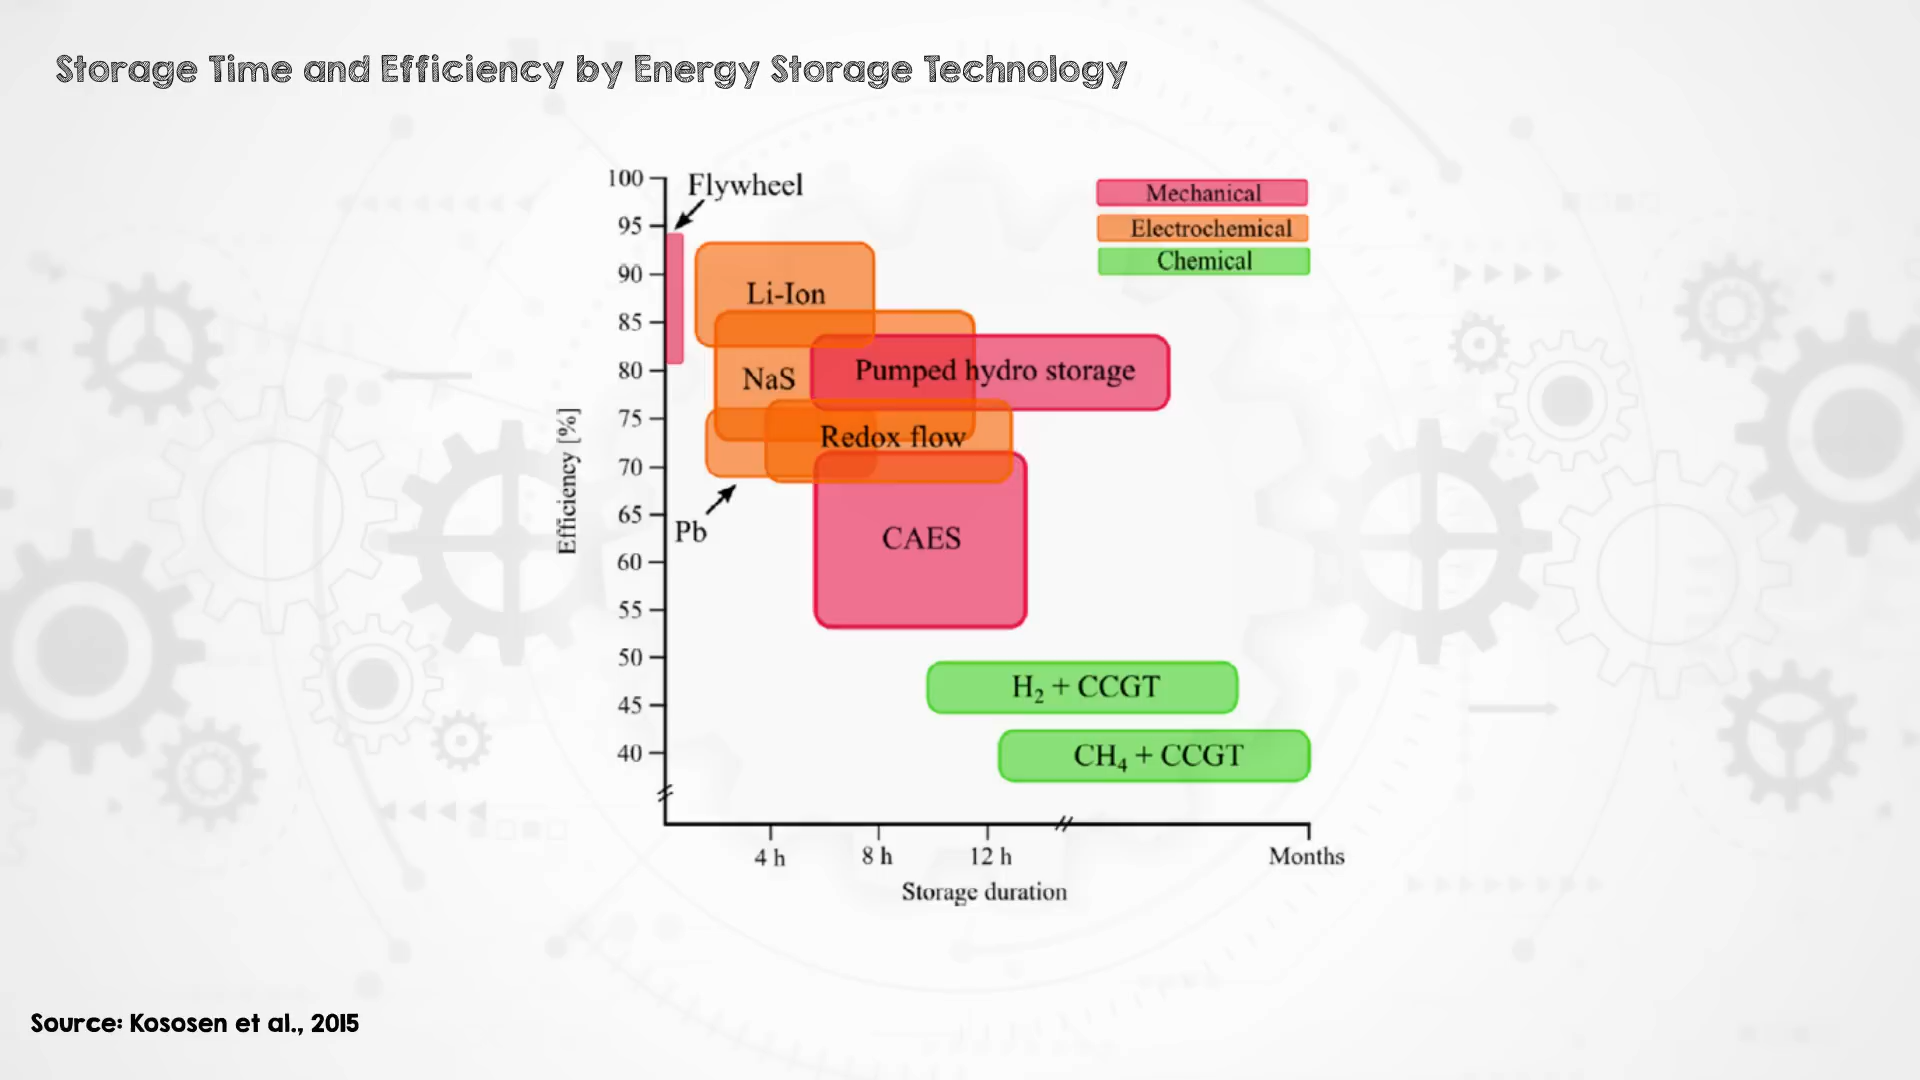 Storage Time and Efficiency by Energy Storage Technology
Flywheel
Mechanical
Electrochemical
Chemical
100
95
90
85
80
75
70
65
60
55
50
45
40
Efficiency [%]
Li-Ion
NaS
Pumped hydro storage
Redox flow
Pb
CAES
H₂ + CCGT
CH₄ + CCGT
4 h
8 h
12 h
Months
Storage duration
Source: Kososen et al., 2015